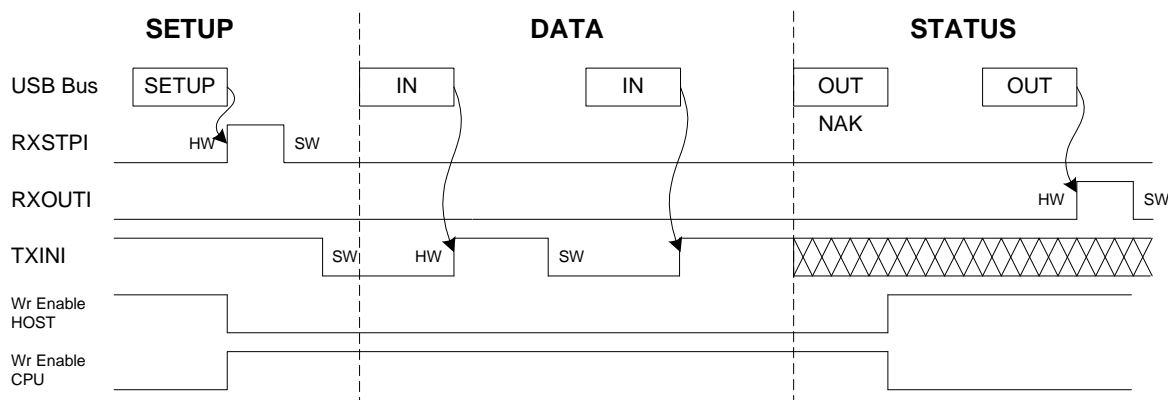 SETUP DATA STATUS
USB Bus SETUP IN IN OUT OUT
NAK
RXSTPI HW SW
RXOUTI HW SW
TXINI SW HW SW
Wr Enable
HOST
Wr Enable
CPU